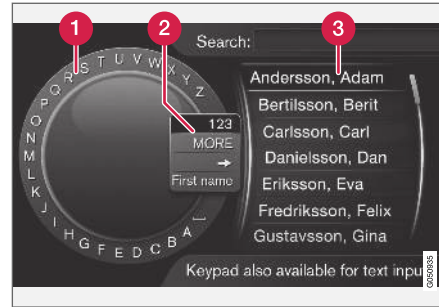 1
2
3
Search:
A B C D E F G H I J K L M N O P Q R S T U V W X Y Z
123
MORE
First name
Andersson, Adam
Bertilsson, Berit
Carlsson, Carl
Danielsson, Dan
Eriksson, Eva
Fredriksson, Felix
Gustavsson, Gina
Keypad also available for text inpu
G050935